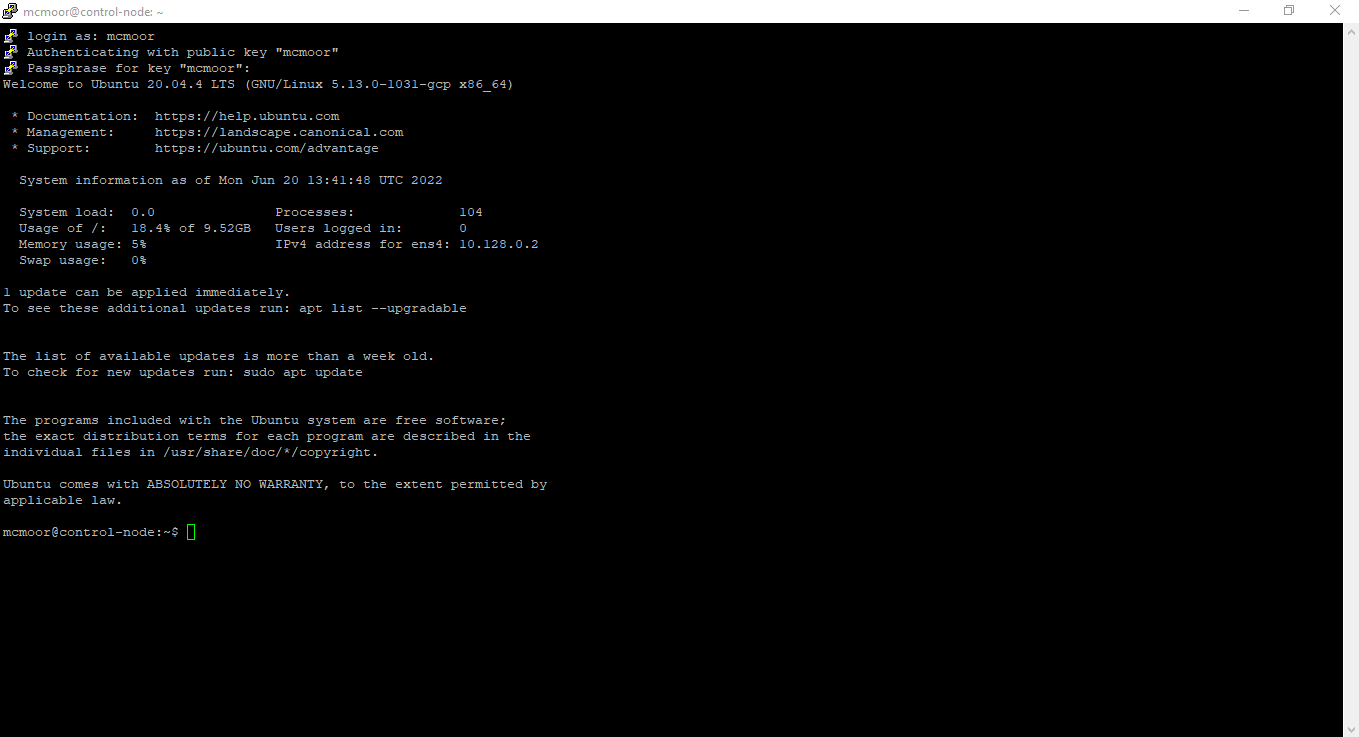 mcmoor@control-node: ~
login as: mcmoor
Authenticating with public key "mcmoor"
Passphrase for key "mcmoor":
Welcome to Ubuntu 20.04.4 LTS (GNU/Linux 5.13.0-1031-gcp x86_64)
* Documentation:  https://help.ubuntu.com
* Management:     https://landscape.canonical.com
* Support:        https://ubuntu.com/advantage
System information as of Mon Jun 20 13:41:48 UTC 2022
System load:  0.0               Processes:             104
Usage of /:   18.4% of 9.52GB   Users logged in:       0
Memory usage: 5%                IPv4 address for ens4: 10.128.0.2
Swap usage:   0%
1 update can be applied immediately.
To see these additional updates run: apt list --upgradable
The list of available updates is more than a week old.
To check for new updates run: sudo apt update
The programs included with the Ubuntu system are free software;
the exact distribution terms for each program are described in the
individual files in /usr/share/doc/*/copyright.
Ubuntu comes with ABSOLUTELY NO WARRANTY, to the extent permitted by
applicable law.
mcmoor@control-node:~$